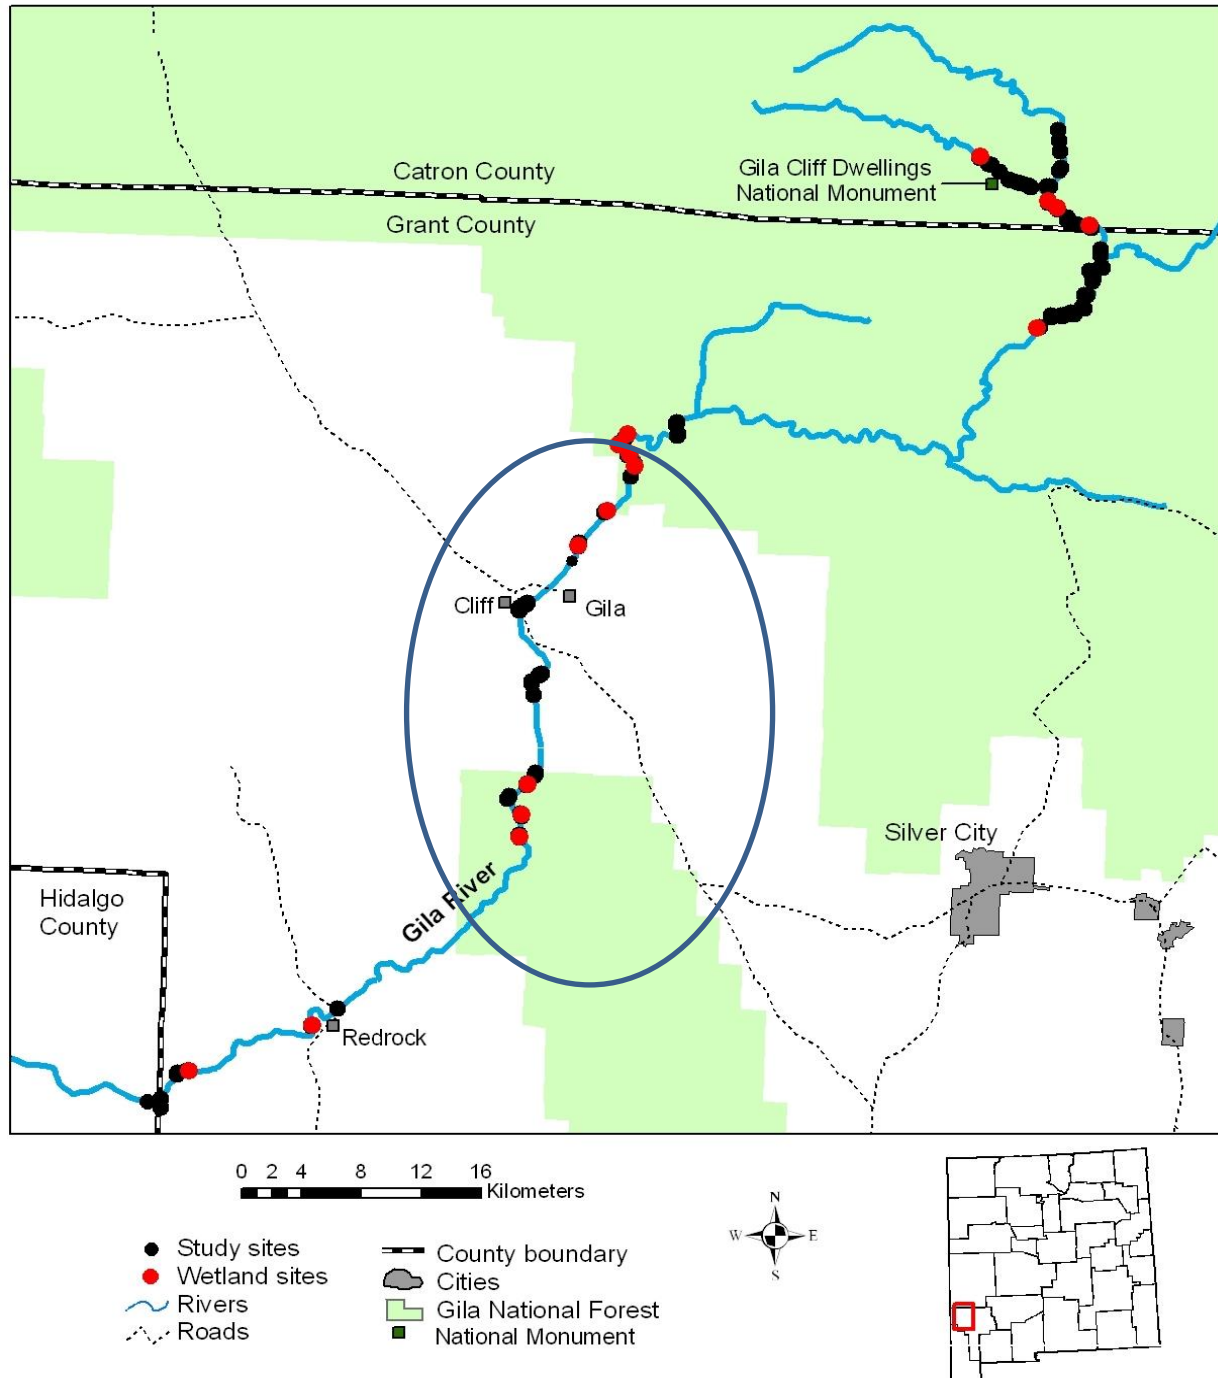 Catron County
Grant County
Gila Cliff Dwellings
National Monument
Cliff
Gila
Silver City
Gila River
Hidalgo
County
Redrock
0 2 4 8 12 16
Kilometers
Study sites
Wetland sites
Rivers
Roads
County boundary
Cities
Gila National Forest
National Monument
N
W E
S